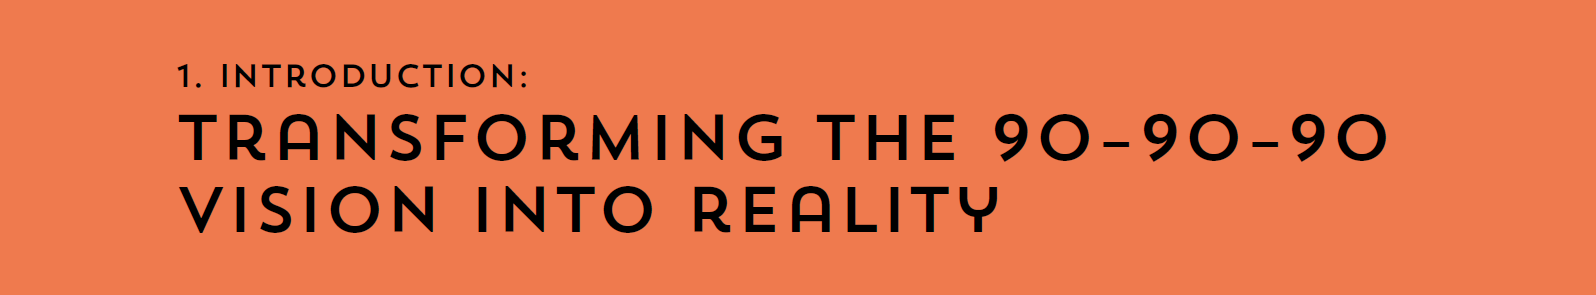 1. INTRODUCTION:
TRANSFORMING THE 90–90–90
VISION INTO REALITY